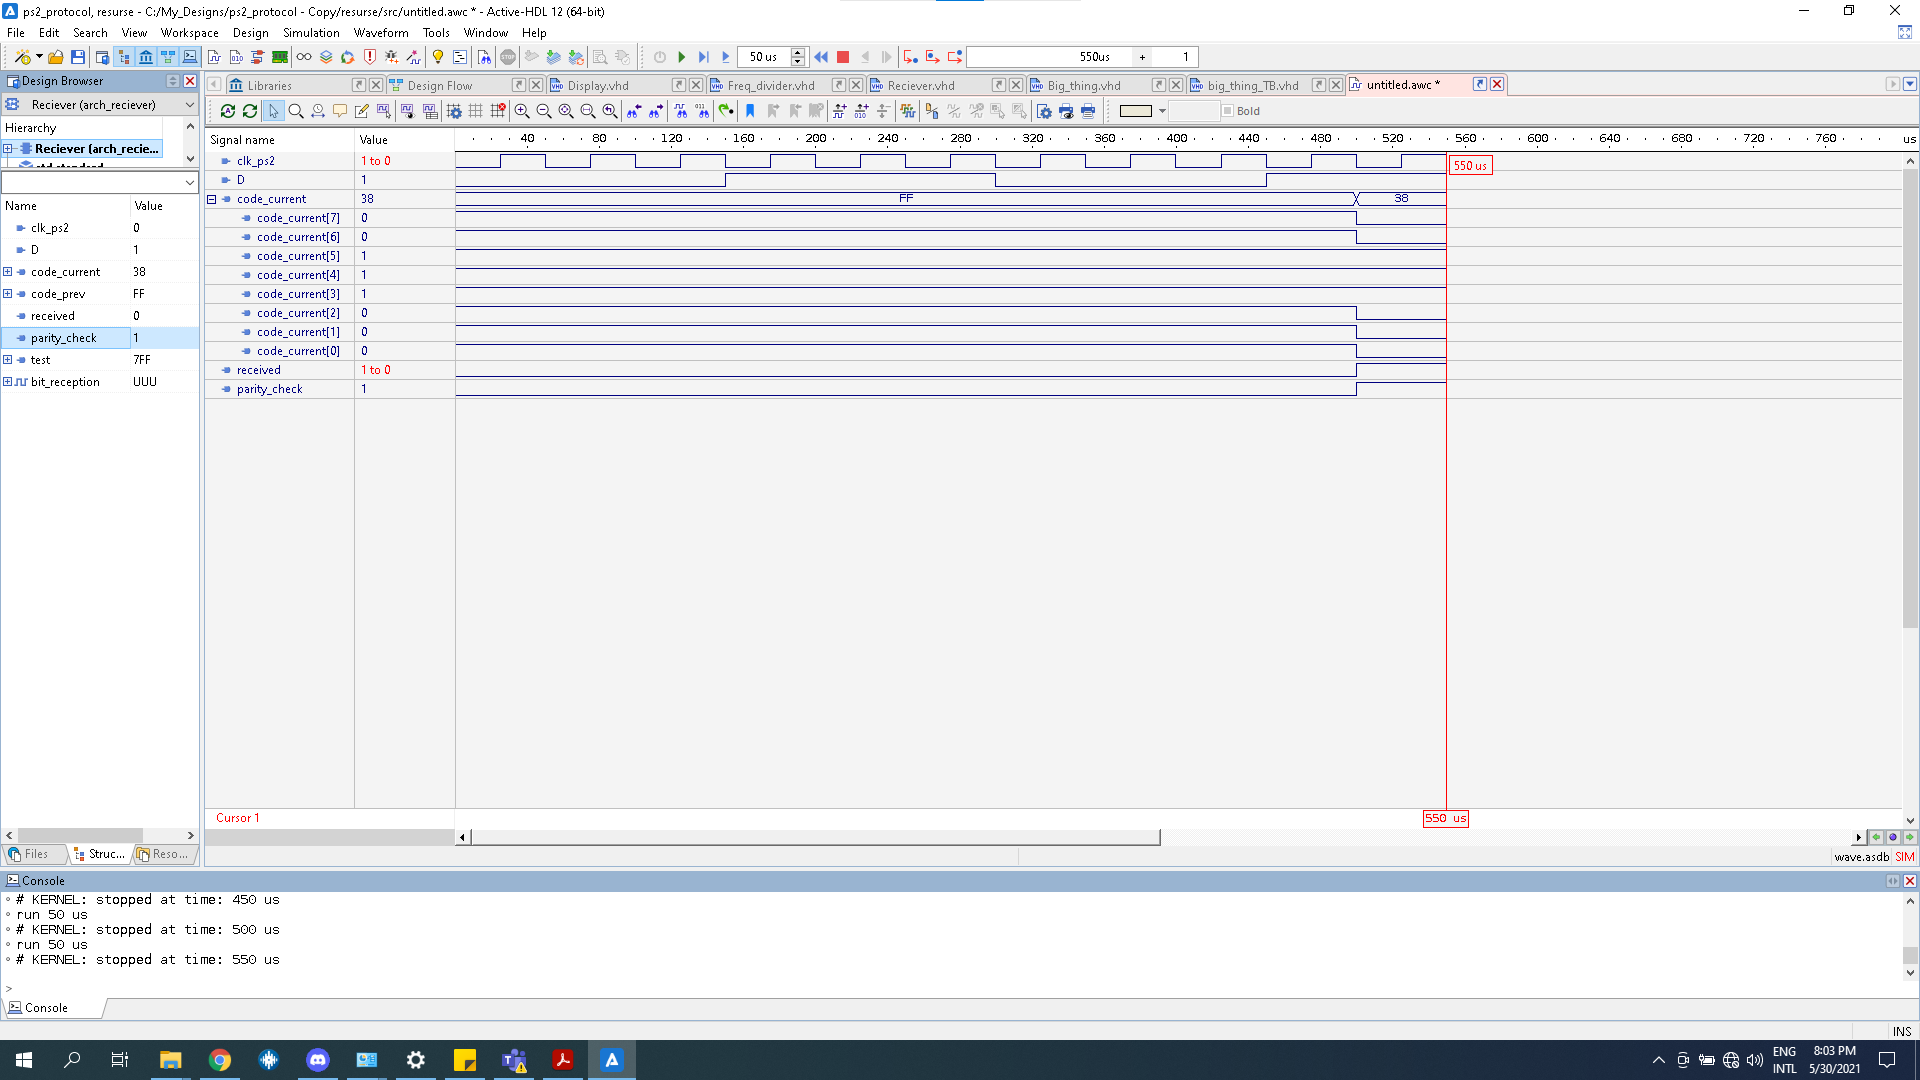 ps2_protocol, resurse - C:/My_Designs/ps2_protocol - Copy/resurse/src/untitled.awc * - Active-HDL 12 (64-bit)
File Edit Search View Workspace Design Simulation Waveform Tools Window Help
50 us 550us + 1
Design Browser
Reciever (arch_reciever)
Hierarchy
Reciever (arch_recie...
std.standard
Name Value
clk_ps2 0
D 1
code_current 38
code_prev FF
received 0
parity_check 1
test 7FF
bit_reception UUU
Files Struc... Reso...
Libraries Design Flow Display.vhd Freq_divider.vhd Reciever.vhd Big_thing.vhd big_thing_TB.vhd untitled.awc *
Bold
Signal name Value 40 80 120 160 200 240 280 320 360 400 440 480 520 560 600 640 680 720 760 us
clk_ps2 1 to 0 550 us
D 1
code_current 38 FF 38
code_current[7] 0
code_current[6] 0
code_current[5] 1
code_current[4] 1
code_current[3] 1
code_current[2] 0
code_current[1] 0
code_current[0] 0
received 1 to 0
parity_check 1
Cursor 1 550 us
wave.asdb SIM
Console
# KERNEL: stopped at time: 450 us
run 50 us
# KERNEL: stopped at time: 500 us
run 50 us
# KERNEL: stopped at time: 550 us
>
Console
INS
ENG 8:03 PM
INTL 5/30/2021